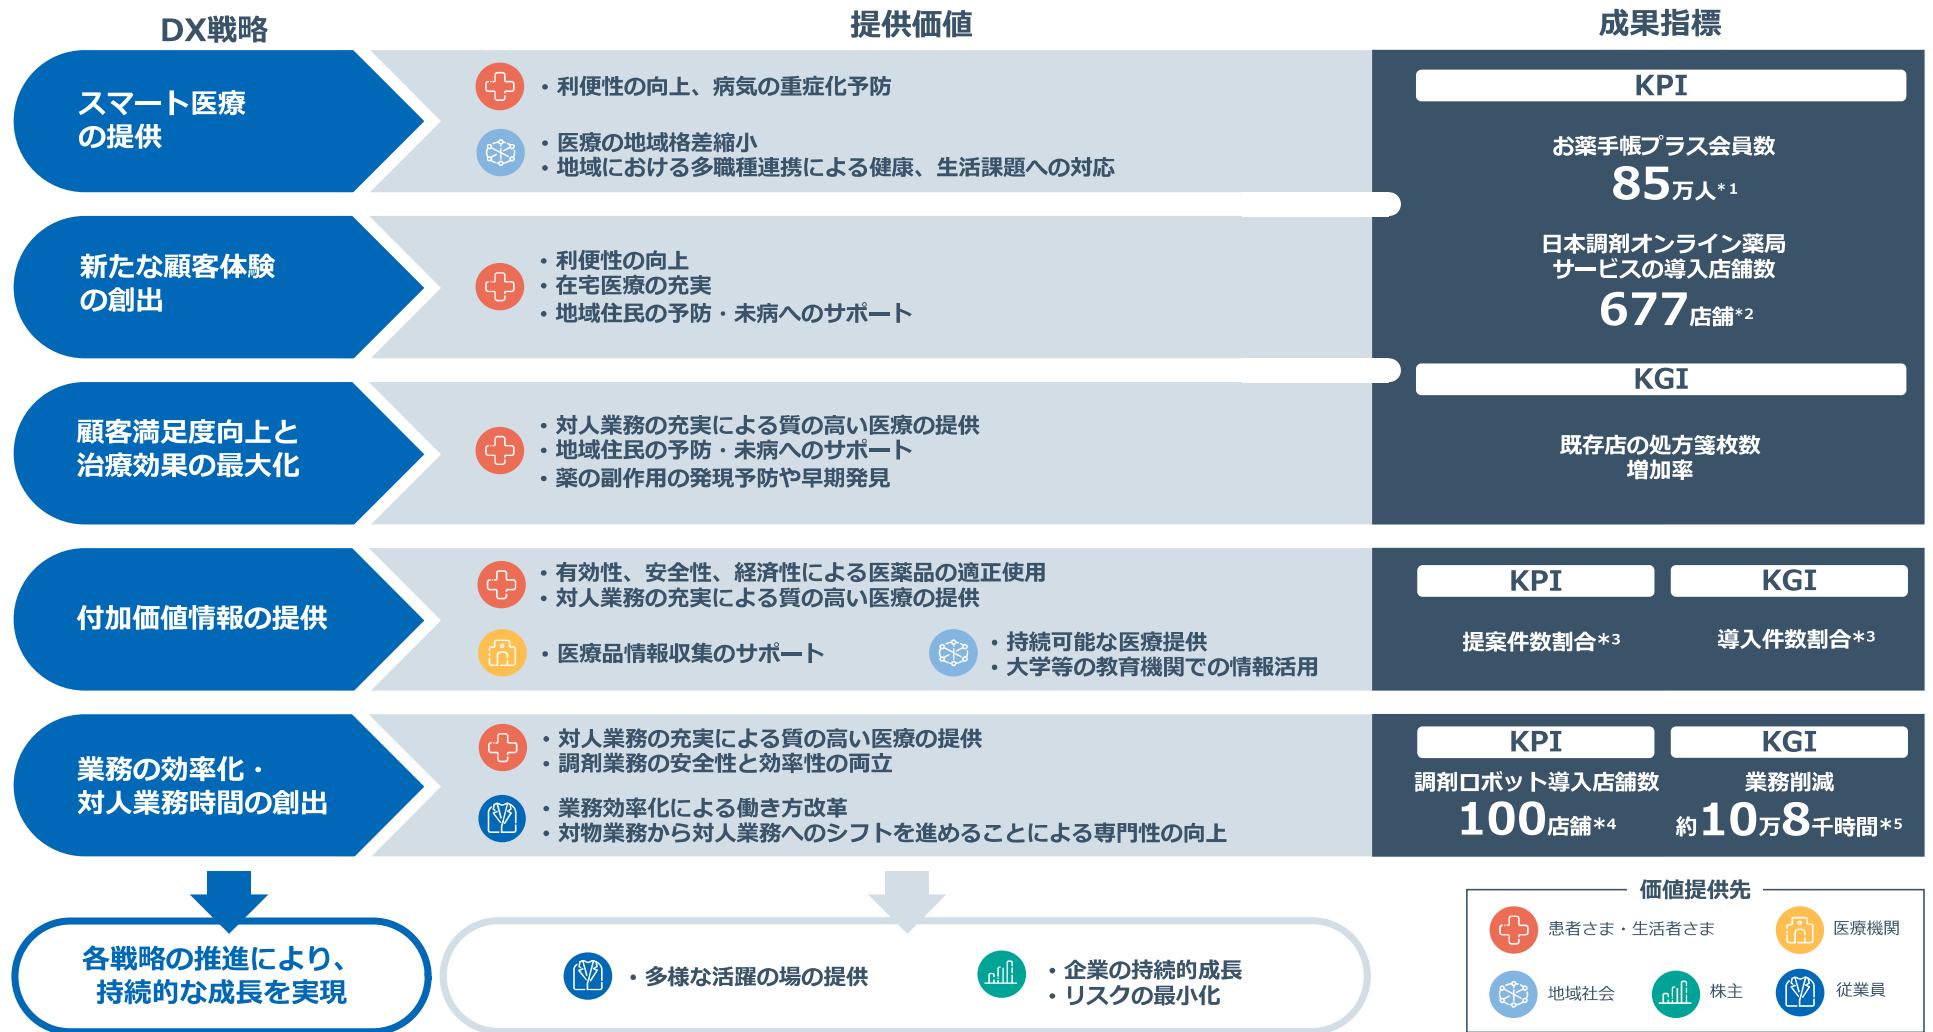 DX戦略
提供価値
成果指標
スマート医療
の提供
・利便性の向上、病気の重症化予防
・医療の地域格差縮小
・地域における多職種連携による健康、生活課題への対応
KPI
お薬手帳プラス会員数
85万人*1
日本調剤オンライン薬局
サービスの導入店舗数
677店舗*2
新たな顧客体験
の創出
・利便性の向上
・在宅医療の充実
・地域住民の予防・未病へのサポート
KGI
既存店の処方箋枚数
増加率
顧客満足度向上と
治療効果の最大化
・対人業務の充実による質の高い医療の提供
・地域住民の予防・未病へのサポート
・薬の副作用の発現予防や早期発見
付加価値情報の提供
・有効性、安全性、経済性による医薬品の適正使用
・対人業務の充実による質の高い医療の提供
・医療品情報収集のサポート
・持続可能な医療提供
・大学等の教育機関での情報活用
KPI
提案件数割合*3
KGI
導入件数割合*3
業務の効率化・
対人業務時間の創出
・対人業務の充実による質の高い医療の提供
・調剤業務の安全性と効率性の両立
・業務効率化による働き方改革
・対物業務から対人業務へのシフトを進めることによる専門性の向上
KPI
調剤ロボット導入店舗数
100店舗*4
KGI
業務削減
約10万8千時間*5
各戦略の推進により、
持続的な成長を実現
・多様な活躍の場の提供
・企業の持続的成長
・リスクの最小化
価値提供先
患者さま・生活者さま
医療機関
地域社会
株主
従業員